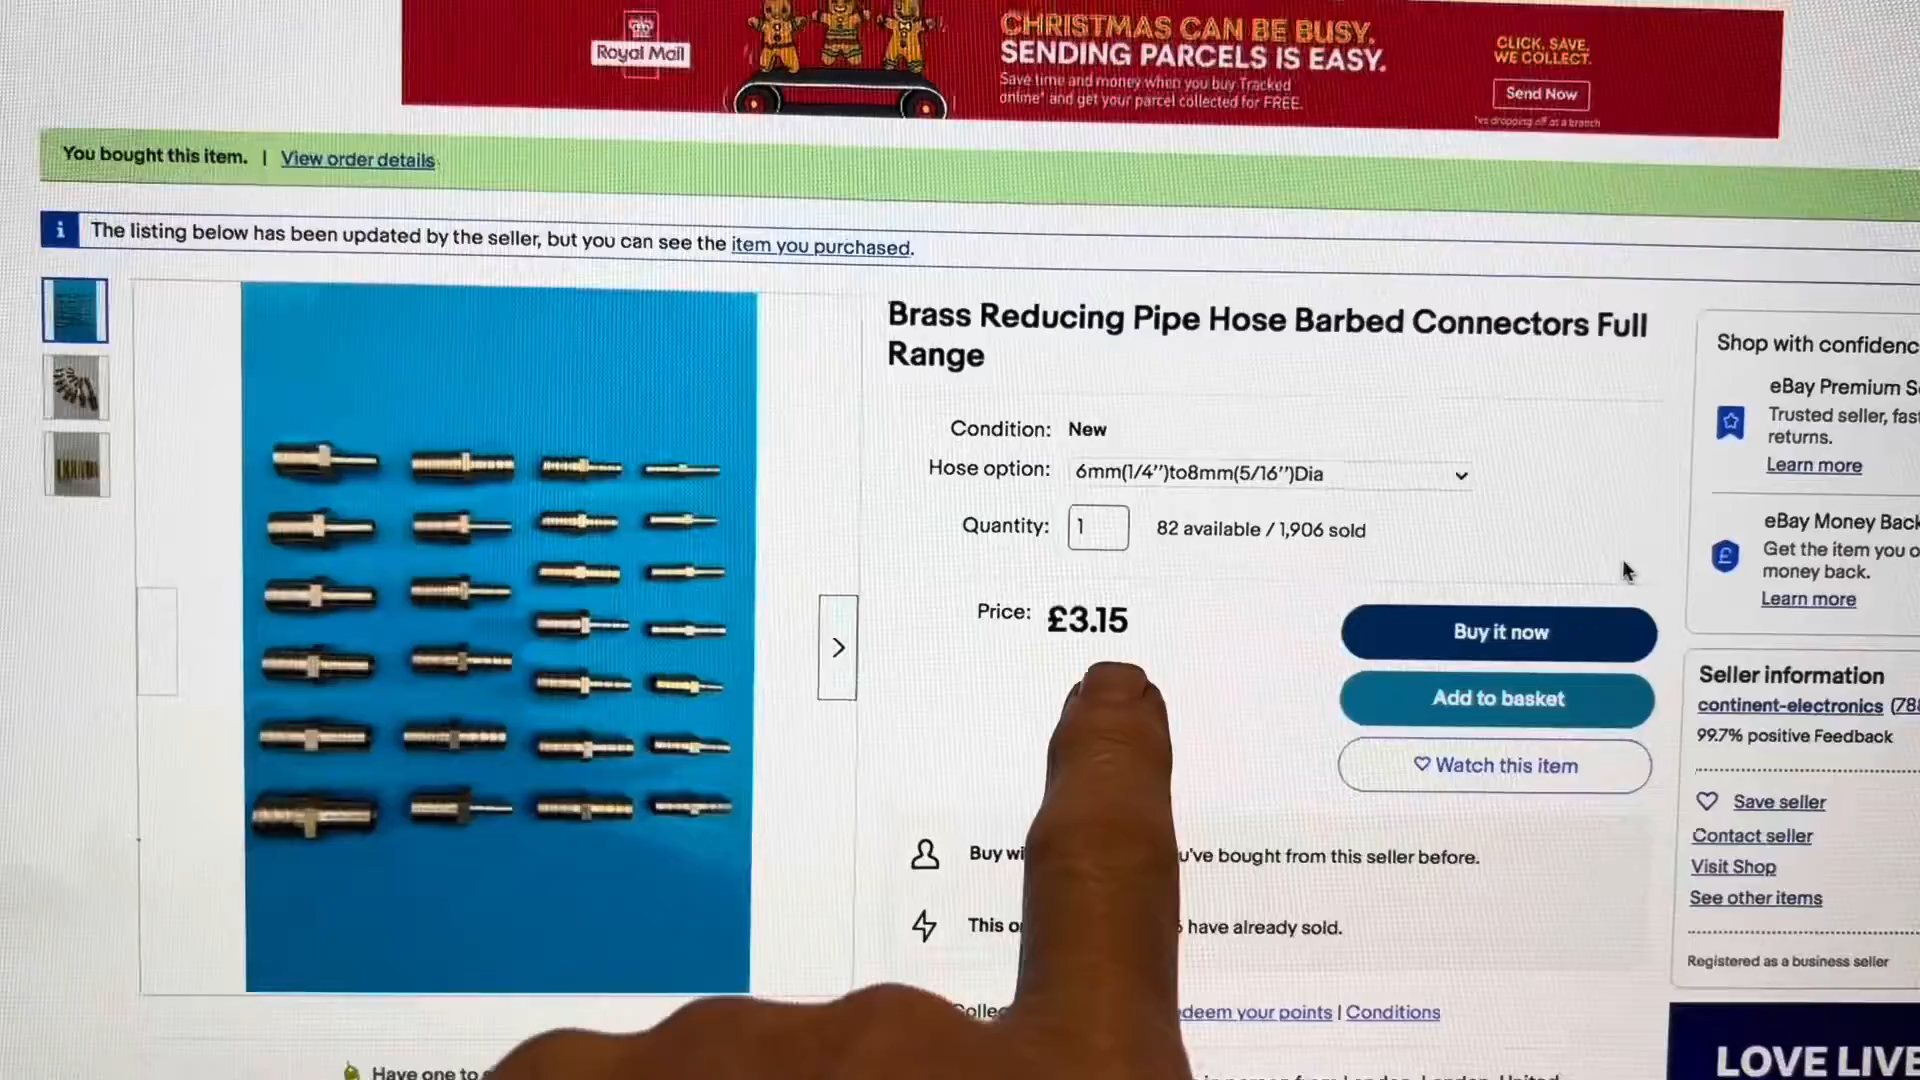 Royal Mail
CHRISTMAS CAN BE BUSY.
SENDING PARCELS IS EASY.
Save time and money when you buy Tracked
online* and get your parcel collected for FREE.
CLICK. SAVE.
WE COLLECT.
Send Now
You bought this item. | View order details
The listing below has been updated by the seller, but you can see the item you purchased.
Brass Reducing Pipe Hose Barbed Connectors Full
Range
Condition: New
Hose option: 6mm(1/4'')to8mm(5/16'')Dia
Quantity: 1 82 available / 1,906 sold
Price: £3.15
Buy it now
Add to basket
Watch this item
Buy wi u've bought from this seller before.
This o have already sold.
deem your points | Conditions
Have one to
Shop with confidenc
eBay Premium S
Trusted seller, fas
returns.
Learn more
eBay Money Back
Get the item you o
money back.
Learn more
Seller information
continent-electronics (788
99.7% positive Feedback
Save seller
Contact seller
Visit Shop
See other items
Registered as a business seller
LOVE LIVE